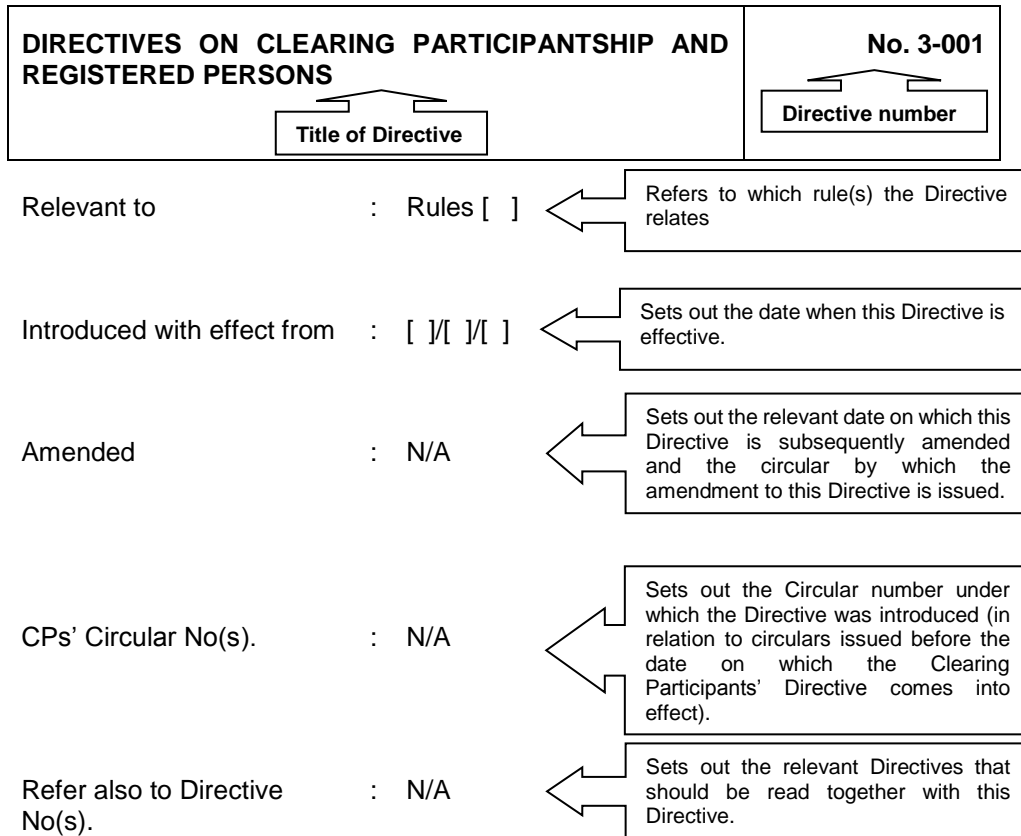 DIRECTIVES ON CLEARING PARTICIPANTSHIP AND
REGISTERED PERSONS
No. 3-001
Title of Directive
Directive number
Relevant to : Rules [ ]
Refers to which rule(s) the Directive
relates
Introduced with effect from : [ ]/[ ]/[ ]
Sets out the date when this Directive is
effective.
Amended : N/A
Sets out the relevant date on which this
Directive is subsequently amended
and the circular by which the
amendment to this Directive is issued.
CPs’ Circular No(s). : N/A
Sets out the Circular number under
which the Directive was introduced (in
relation to circulars issued before the
date on which the Clearing
Participants’ Directive comes into
effect).
Refer also to Directive : N/A
No(s).
Sets out the relevant Directives that
should be read together with this
Directive.